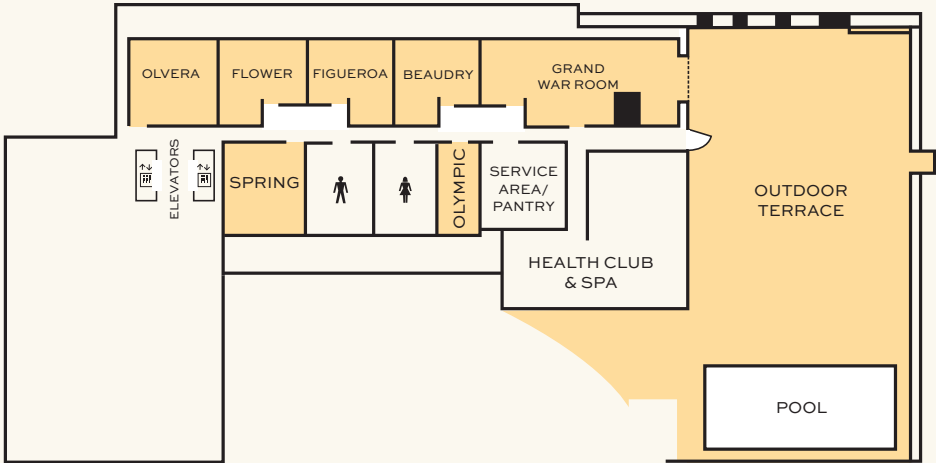 OLVERA
FLOWER
FIGUEROA
BEAUDRY
GRAND
WAR ROOM
ELEVATORS
SPRING
OLYMPIC
SERVICE
AREA/
PANTRY
OUTDOOR
TERRACE
HEALTH CLUB
& SPA
POOL